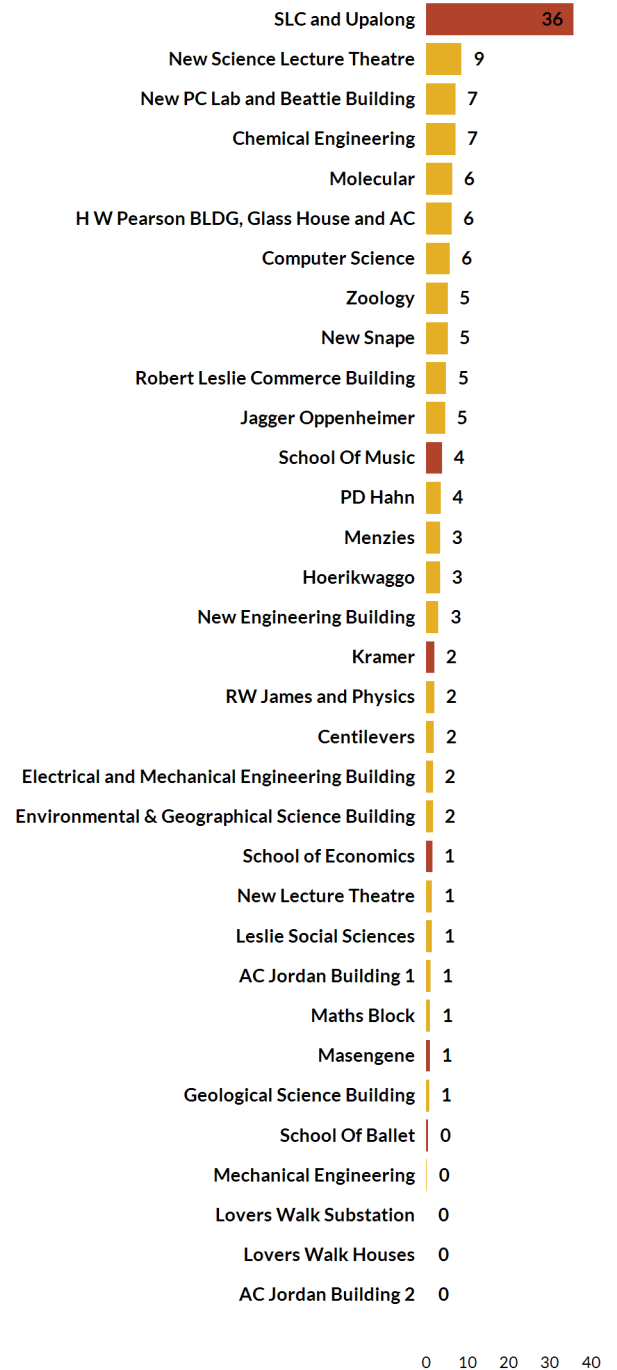 SLC and Upalong 36
New Science Lecture Theatre 9
New PC Lab and Beattie Building 7
Chemical Engineering 7
Molecular 6
H W Pearson BLDG, Glass House and AC 6
Computer Science 6
Zoology 5
New Snape 5
Robert Leslie Commerce Building 5
Jagger Oppenheimer 5
School Of Music 4
PD Hahn 4
Menzies 3
Hoerikwaggo 3
New Engineering Building 3
Kramer 2
RW James and Physics 2
Centilevers 2
Electrical and Mechanical Engineering Building 2
Environmental & Geographical Science Building 2
School of Economics 1
New Lecture Theatre 1
Leslie Social Sciences 1
AC Jordan Building 1 1
Maths Block 1
Masengene 1
Geological Science Building 1
School Of Ballet 0
Mechanical Engineering 0
Lovers Walk Substation 0
Lovers Walk Houses 0
AC Jordan Building 2 0
0 10 20 30 40